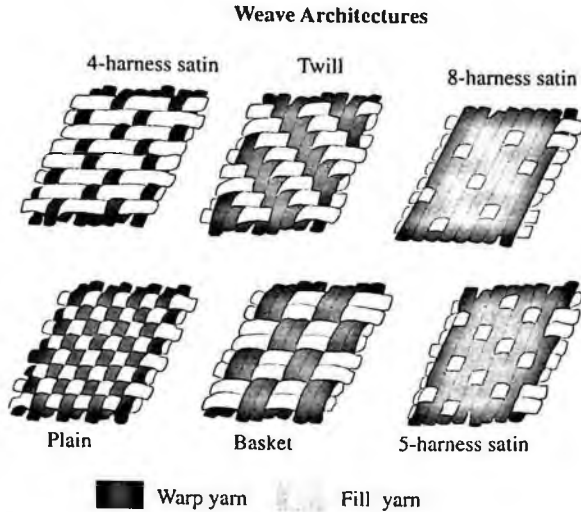 Weave Architectures
4-harness satin
Twill
8-harness satin
Plain
Basket
5-harness satin
Warp yarn
Fill yarn